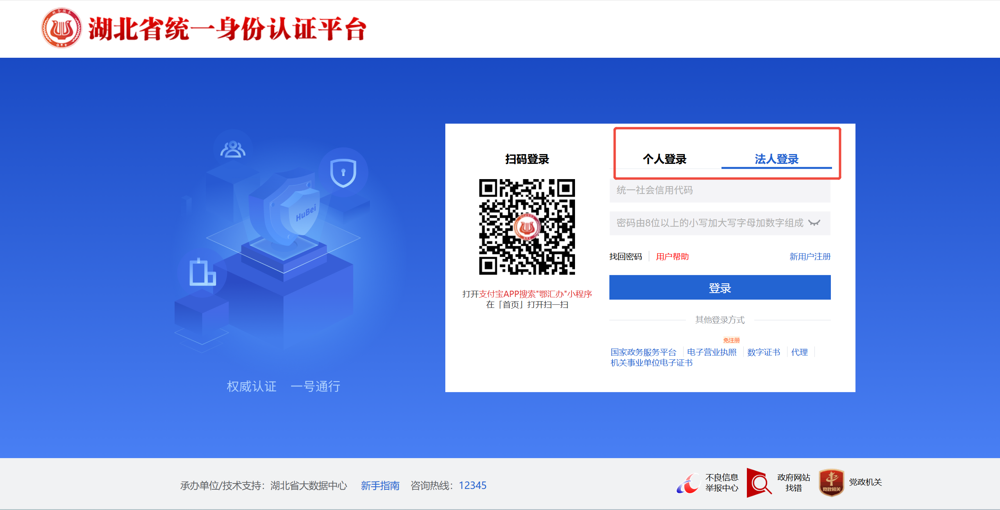 湖北省统一身份认证平台
HuBei
权威认证 一号通行
扫码登录
打开支付宝APP搜索"鄂汇办"小程序
在「首页」打开扫一扫
个人登录 法人登录
统一社会信用代码
密码由8位以上的小写加大写字母加数字组成
找回密码 用户帮助 新用户注册
登录
其他登录方式
免注册
国家政务服务平台 电子营业执照 数字证书 代理
机关事业单位电子证书
承办单位/技术支持：湖北省大数据中心 新手指南 咨询热线：12345
不良信息
举报中心
政府网站
找错
党政机关
党政机关